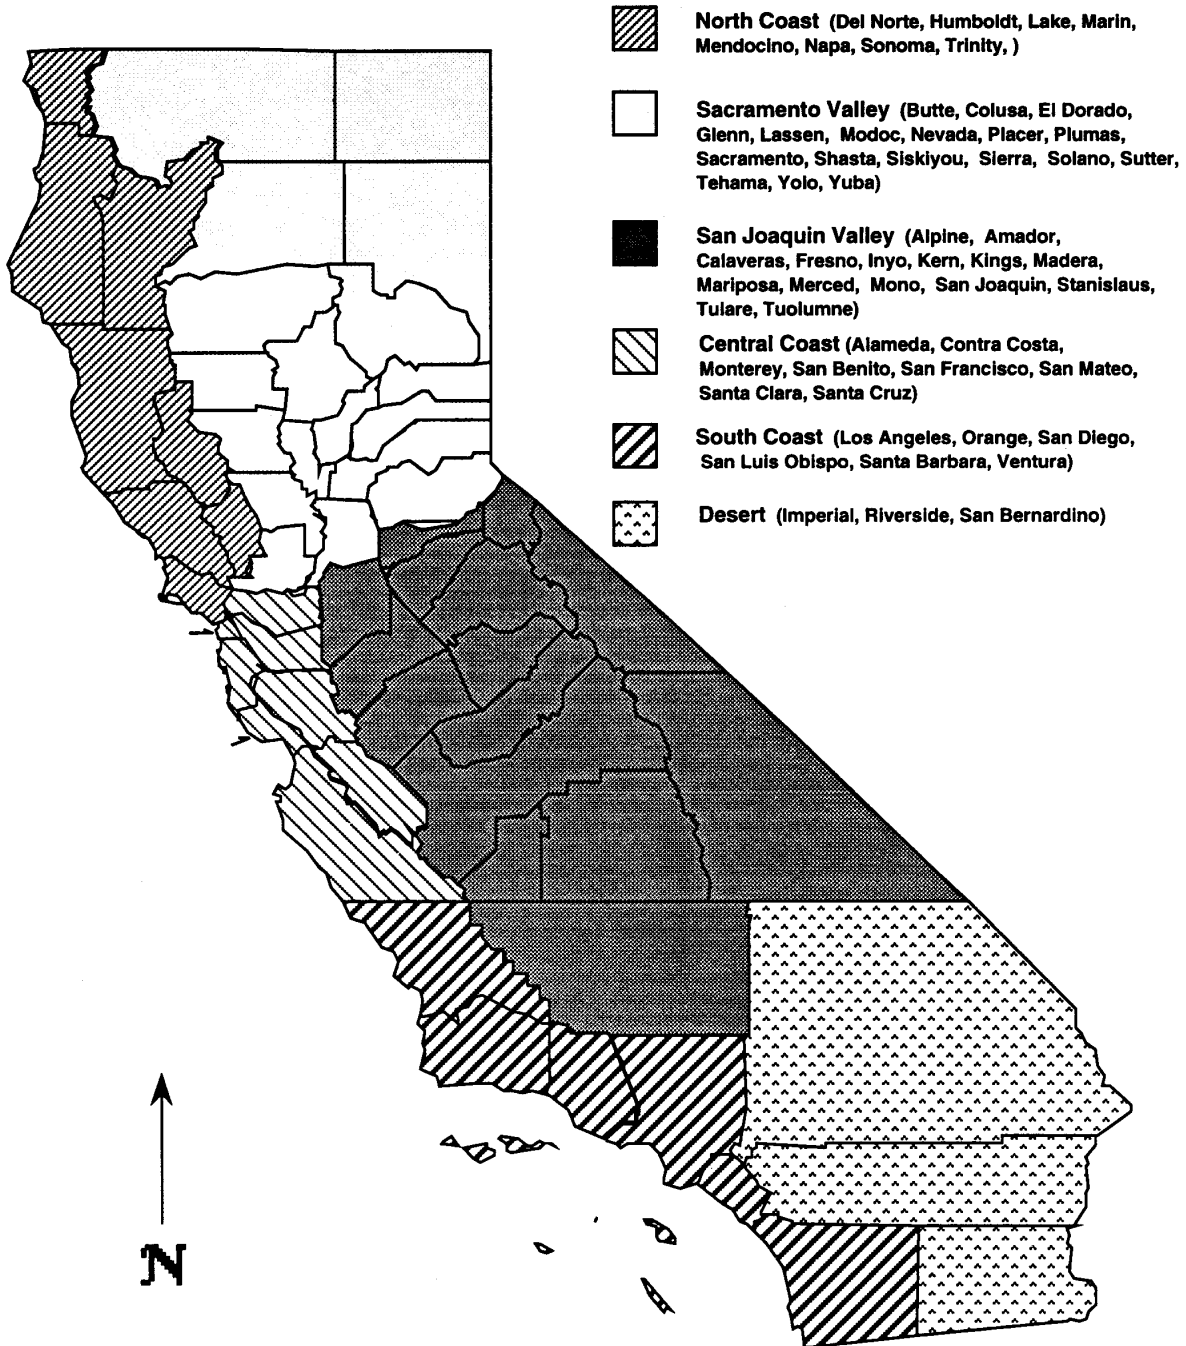 North Coast (Del Norte, Humboldt, Lake, Marin,
Mendocino, Napa, Sonoma, Trinity, )
Sacramento Valley (Butte, Colusa, El Dorado,
Glenn, Lassen, Modoc, Nevada, Placer, Plumas,
Sacramento, Shasta, Siskiyou, Sierra, Solano, Sutter,
Tehama, Yolo, Yuba)
San Joaquin Valley (Alpine, Amador,
Calaveras, Fresno, Inyo, Kern, Kings, Madera,
Mariposa, Merced, Mono, San Joaquin, Stanislaus,
Tulare, Tuolumne)
Central Coast (Alameda, Contra Costa,
Monterey, San Benito, San Francisco, San Mateo,
Santa Clara, Santa Cruz)
South Coast (Los Angeles, Orange, San Diego,
San Luis Obispo, Santa Barbara, Ventura)
Desert (Imperial, Riverside, San Bernardino)
N